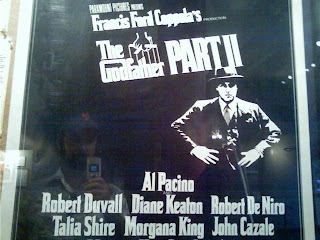 PARAMOUNT PICTURES PRESENTS
Francis Ford Coppola's
PRODUCTION
The Godfather PART II
Al Pacino
Robert Duvall Diane Keaton Robert De Niro
Talia Shire Morgana King John Cazale